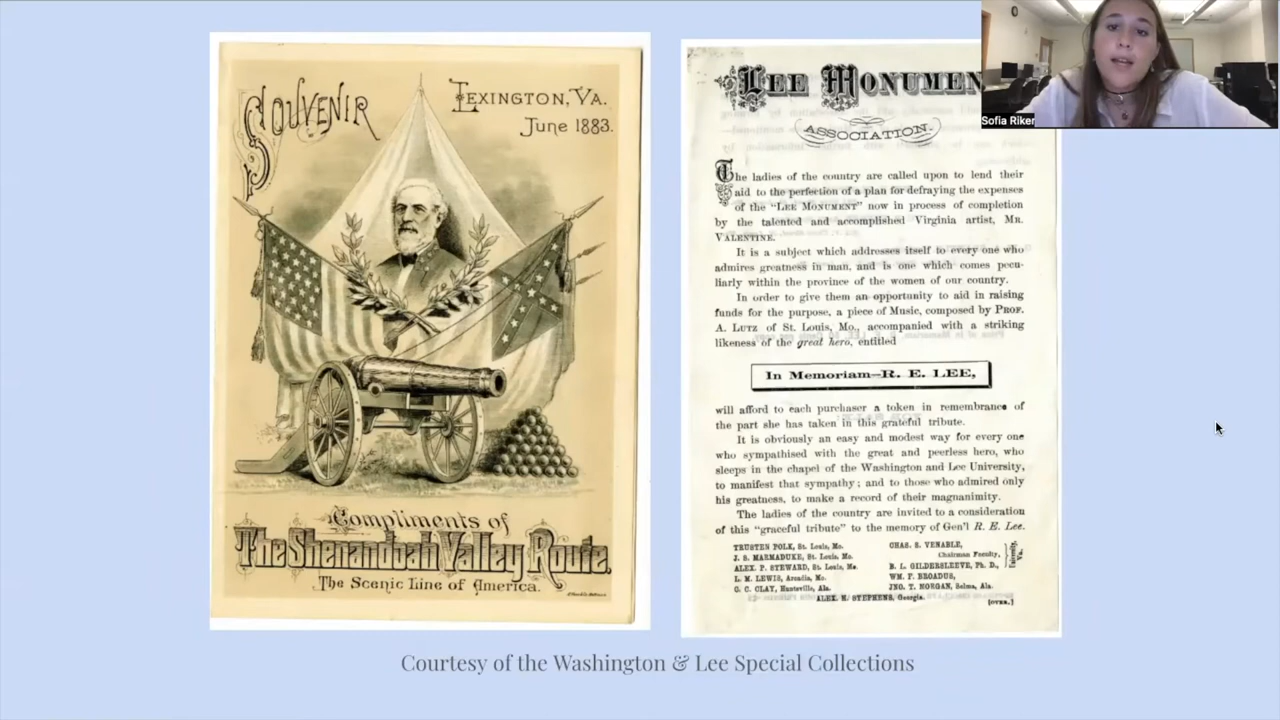 SOUVENIR
LEXINGTON, VA.
June 1883.
Compliments of
The Shenandoah Valley Route.
The Scenic Line of America.
LEE MONUMEN
ASSOCIATION.
The ladies of the country are called upon to lend their
aid to the perfection of a plan for defraying the expenses
of the "LEE MONUMENT" now in process of completion
by the talented and accomplished Virginia artist, MR.
VALENTINE.
It is a subject which addresses itself to every one who
admires greatness in man, and is one which comes pecu-
liarly within the province of the women of our country.
In order to give them an opportunity to aid in raising
funds for the purpose, a piece of Music, composed by PROF.
A. LUTZ of St. Louis, Mo., accompanied with a striking
likeness of the great hero, entitled
In Memoriam—R. E. LEE,
will afford to each purchaser a token in remembrance of
the part she has taken in this grateful tribute.
It is obviously an easy and modest way for every one
who sympathised with the great and peerless hero, who
sleeps in the chapel of the Washington and Lee University,
to manifest that sympathy; and to those who admired only
his greatness, to make a record of their magnanimity.
The ladies of the country are invited to a consideration
of this "graceful tribute" to the memory of Gen'l R. E. Lee.
TRUSTEN POLK, St. Louis, Mo.
J. S. MARMADUKE, St. Louis, Mo.
ALEX. P. STEWARD, St. Louis, Mo.
L. M. LEWIS, Arcadia, Mo.
C. C. CLAY, Huntsville, Ala.
CHAS. S. VENABLE,
Chairman Faculty,
B. L. GILDERSLEEVE, Ph. D.,
WM. P. BROADUS,
JNO. T. MORGAN, Selma, Ala.
University, Va.
ALEX. H. STEPHENS, Georgia.
(OVER.)
Sofia Riker
Courtesy of the Washington & Lee Special Collections